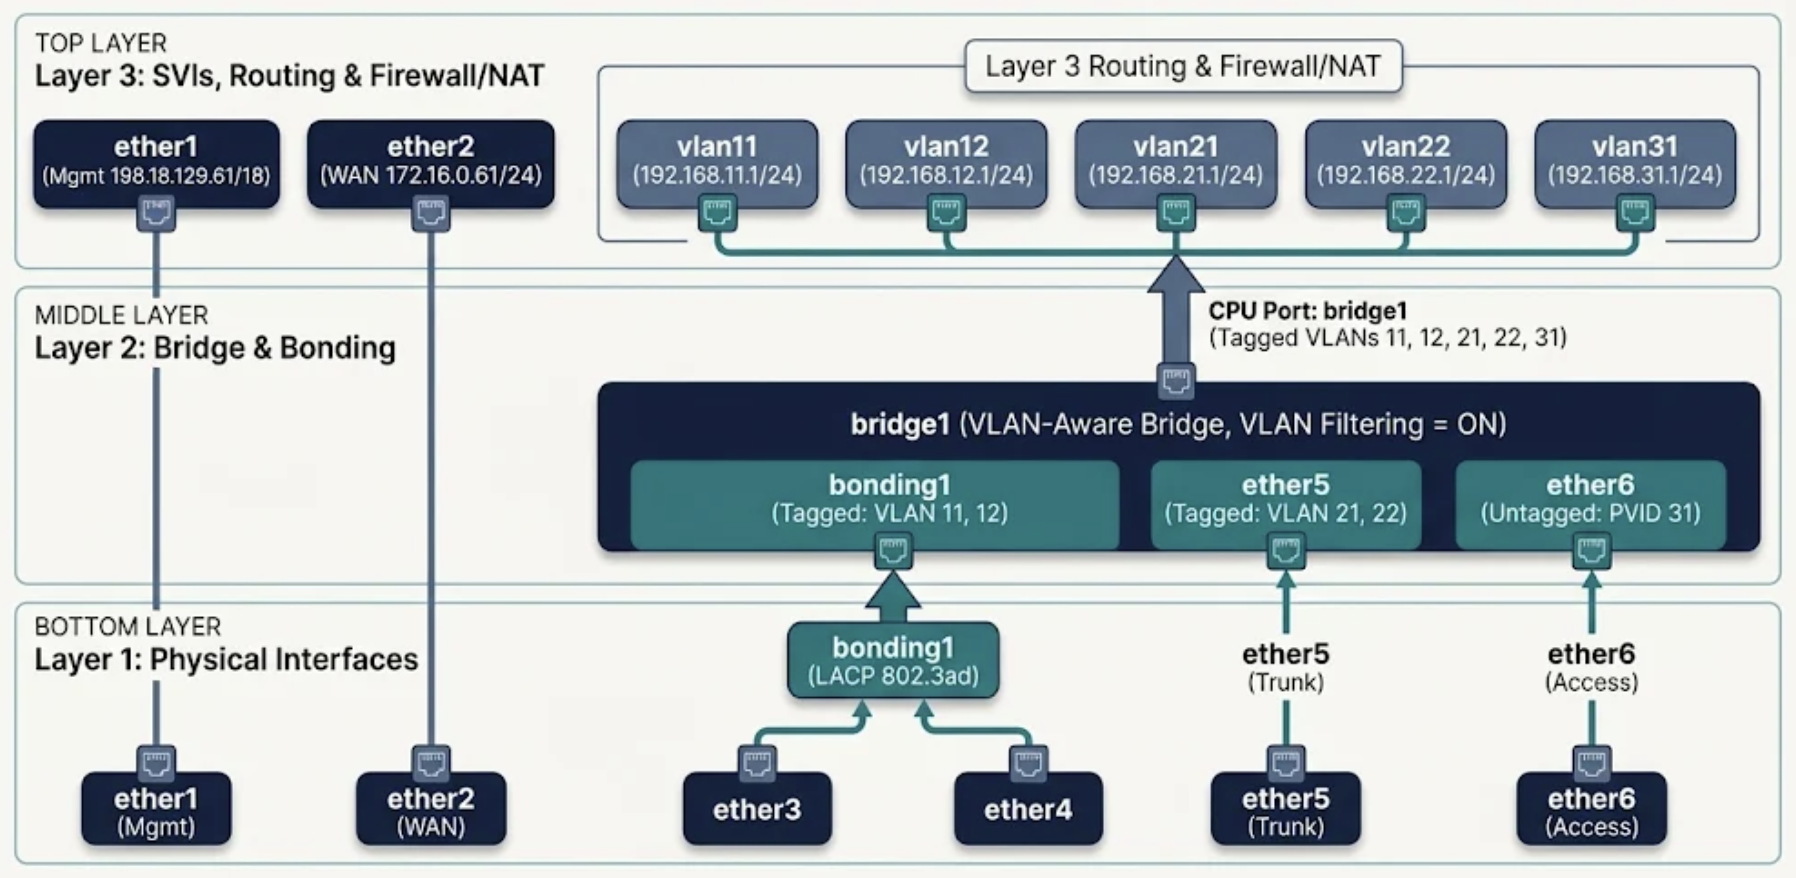 TOP LAYER
Layer 3: SVIs, Routing & Firewall/NAT
Layer 3 Routing & Firewall/NAT
ether1
(Mgmt 198.18.129.61/18)
ether2
(WAN 172.16.0.61/24)
vlan11
(192.168.11.1/24)
vlan12
(192.168.12.1/24)
vlan21
(192.168.21.1/24)
vlan22
(192.168.22.1/24)
vlan31
(192.168.31.1/24)
MIDDLE LAYER
Layer 2: Bridge & Bonding
CPU Port: bridge1
(Tagged VLANs 11, 12, 21, 22, 31)
bridge1 (VLAN-Aware Bridge, VLAN Filtering = ON)
bonding1
(Tagged: VLAN 11, 12)
ether5
(Tagged: VLAN 21, 22)
ether6
(Untagged: PVID 31)
BOTTOM LAYER
Layer 1: Physical Interfaces
bonding1
(LACP 802.3ad)
ether5
(Trunk)
ether6
(Access)
ether1
(Mgmt)
ether2
(WAN)
ether3
ether4
ether5
(Trunk)
ether6
(Access)